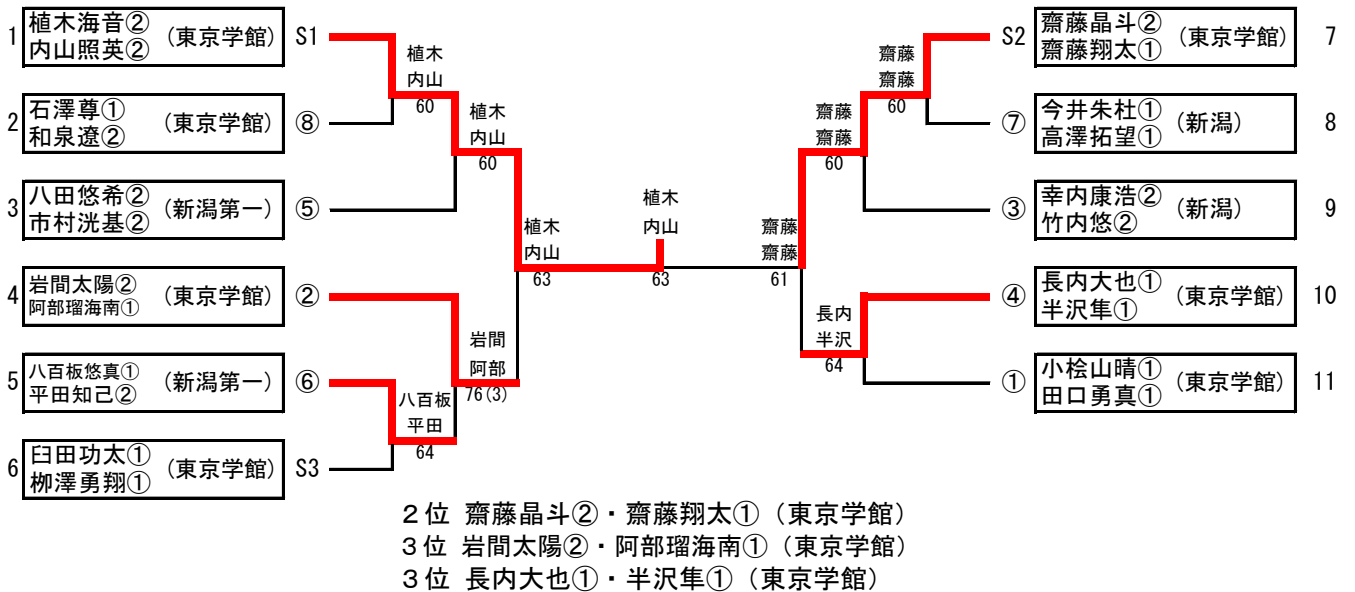 1 植木海音② 内山照英② (東京学館) S1
2 石澤尊① 和泉遼② (東京学館) ⑧
3 八田悠希② 市村洸基② (新潟第一) ⑤
4 岩間太陽② 阿部瑠海南① (東京学館) ②
5 八百板悠真① 平田知己② (新潟第一) ⑥
6 臼田功太① 栁澤勇翔① (東京学館) S3
植木
内山
60
植木
内山
60
植木
内山
63
岩間
阿部
76(3)
八百板
平田
64
植木
内山
63
齋藤
齋藤
61
齋藤
齋藤
60
齋藤
齋藤
60
長内
半沢
64
S2 齋藤晶斗② 齋藤翔太① (東京学館) 7
⑦ 今井朱杜① 高澤拓望① (新潟) 8
③ 幸内康浩② 竹内悠② (新潟) 9
④ 長内大也① 半沢隼① (東京学館) 10
① 小桧山晴① 田口勇真① (東京学館) 11
2位 齋藤晶斗②・齋藤翔太① (東京学館)
3位 岩間太陽②・阿部瑠海南① (東京学館)
3位 長内大也①・半沢隼① (東京学館)